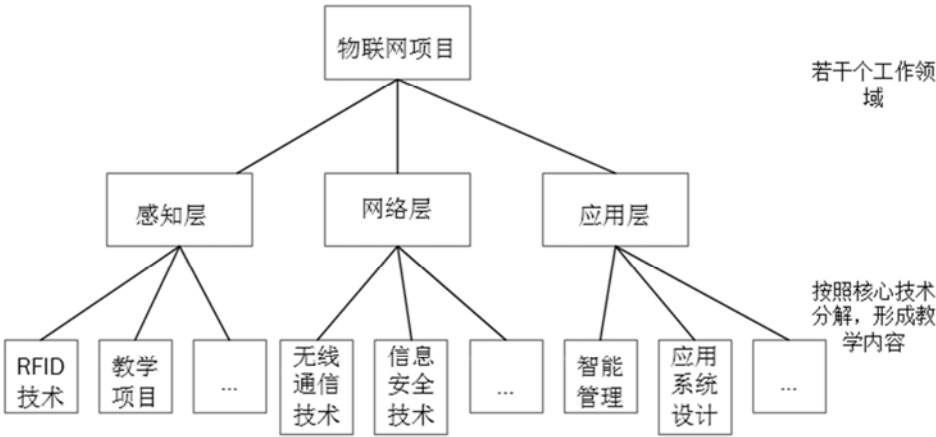 物联网项目
若干个工作领
域
感知层
网络层
应用层
按照核心技术
分解，形成教
学内容
RFID
技术
教学
项目
...
无线
通信
技术
信息
安全
技术
...
智能
管理
应用
系统
设计
...